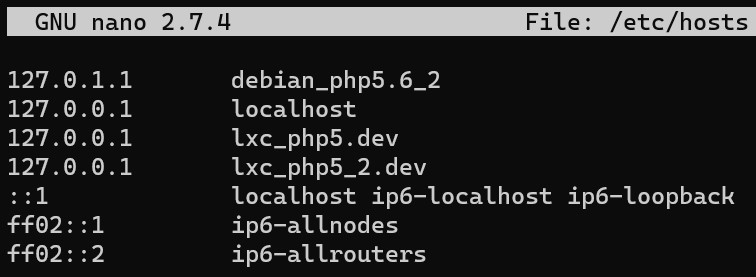 GNU nano 2.7.4 File: /etc/hosts
127.0.1.1 debian_php5.6_2
127.0.0.1 localhost
127.0.0.1 lxc_php5.dev
127.0.0.1 lxc_php5_2.dev
::1 localhost ip6-localhost ip6-loopback
ff02::1 ip6-allnodes
ff02::2 ip6-allrouters